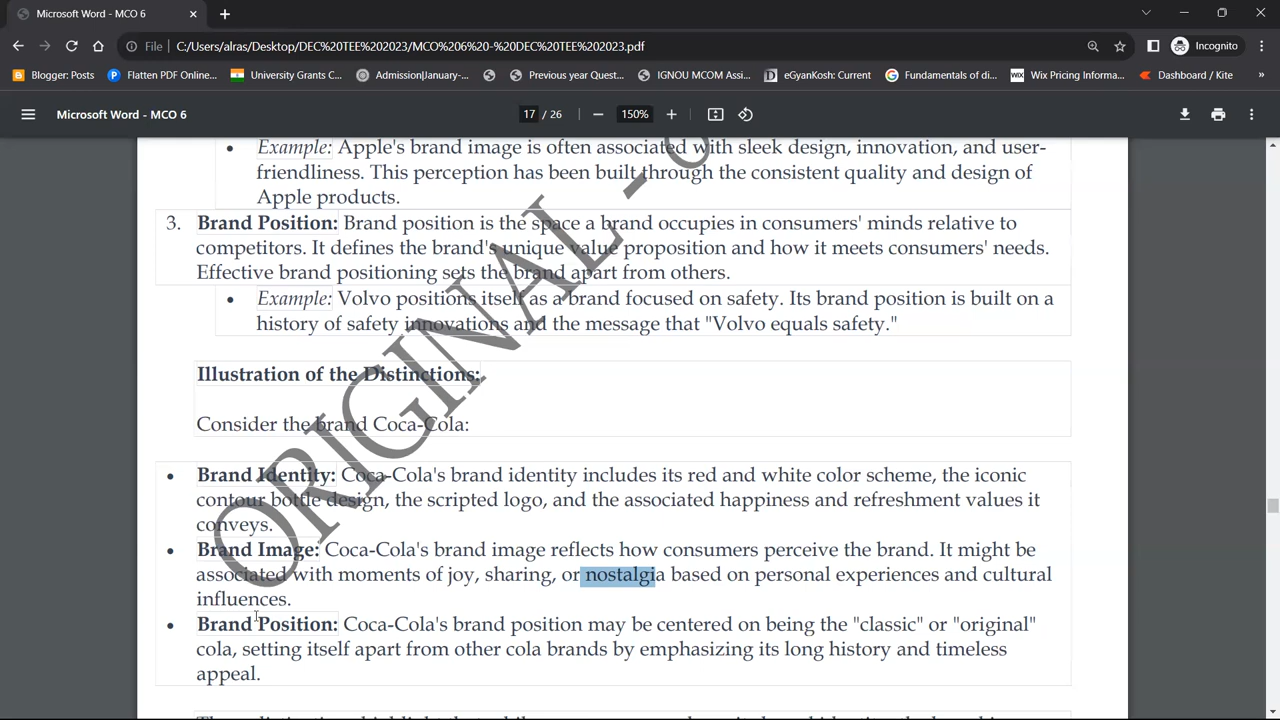 Microsoft Word - MCO 6
File C:/Users/alras/Desktop/DEC%20TEE%202023/MCO%206%20-%20DEC%20TEE%202023.pdf Incognito
Blogger: Posts Flatten PDF Online... University Grants C... Admission|January-... Previous year Quest... IGNOU MCOM Assi... eGyanKosh: Current Fundamentals of di... WIX Wix Pricing Informa... Dashboard / Kite »
Microsoft Word - MCO 6 17 / 26 150%
• Example: Apple's brand image is often associated with sleek design, innovation, and user-
friendliness. This perception has been built through the consistent quality and design of
Apple products.
3. Brand Position: Brand position is the space a brand occupies in consumers' minds relative to
competitors. It defines the brand's unique value proposition and how it meets consumers' needs.
Effective brand positioning sets the brand apart from others.
• Example: Volvo positions itself as a brand focused on safety. Its brand position is built on a
history of safety innovations and the message that "Volvo equals safety."
Illustration of the Distinctions:
Consider the brand Coca-Cola:
• Brand Identity: Coca-Cola's brand identity includes its red and white color scheme, the iconic
contour bottle design, the scripted logo, and the associated happiness and refreshment values it
conveys.
• Brand Image: Coca-Cola's brand image reflects how consumers perceive the brand. It might be
associated with moments of joy, sharing, or nostalgia based on personal experiences and cultural
influences.
• Brand Position: Coca-Cola's brand position may be centered on being the "classic" or "original"
cola, setting itself apart from other cola brands by emphasizing its long history and timeless
appeal.
ORIGINAL -